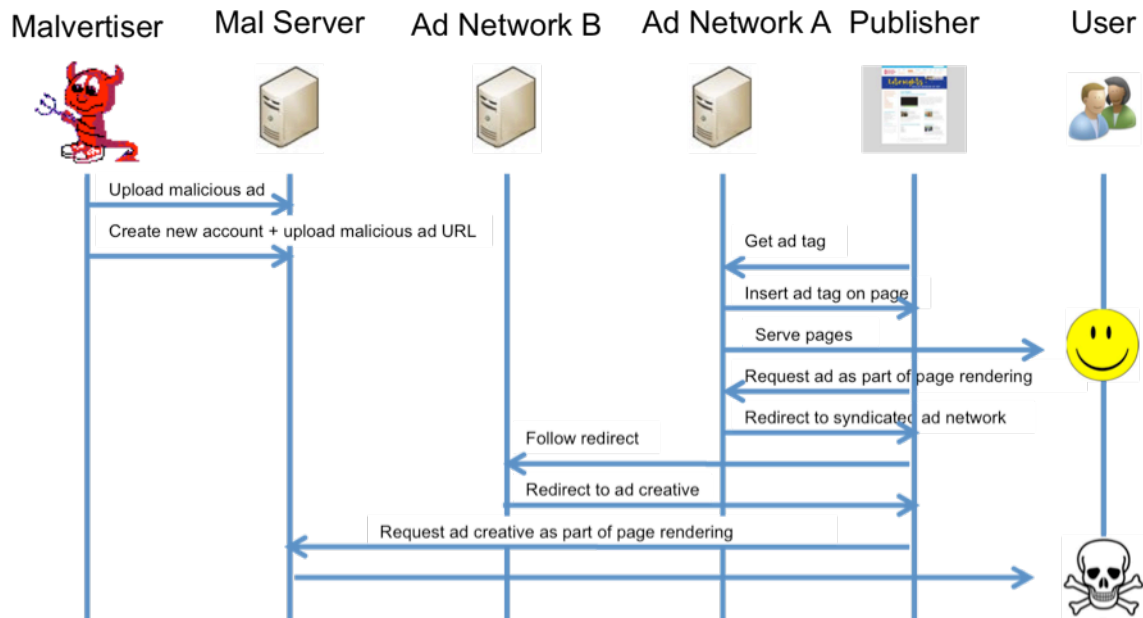 Malvertiser Mal Server Ad Network B Ad Network A Publisher User
Upload malicious ad
Create new account + upload malicious ad URL
Get ad tag
Insert ad tag on page
Serve pages
Request ad as part of page rendering
Redirect to syndicated ad network
Follow redirect
Redirect to ad creative
Request ad creative as part of page rendering